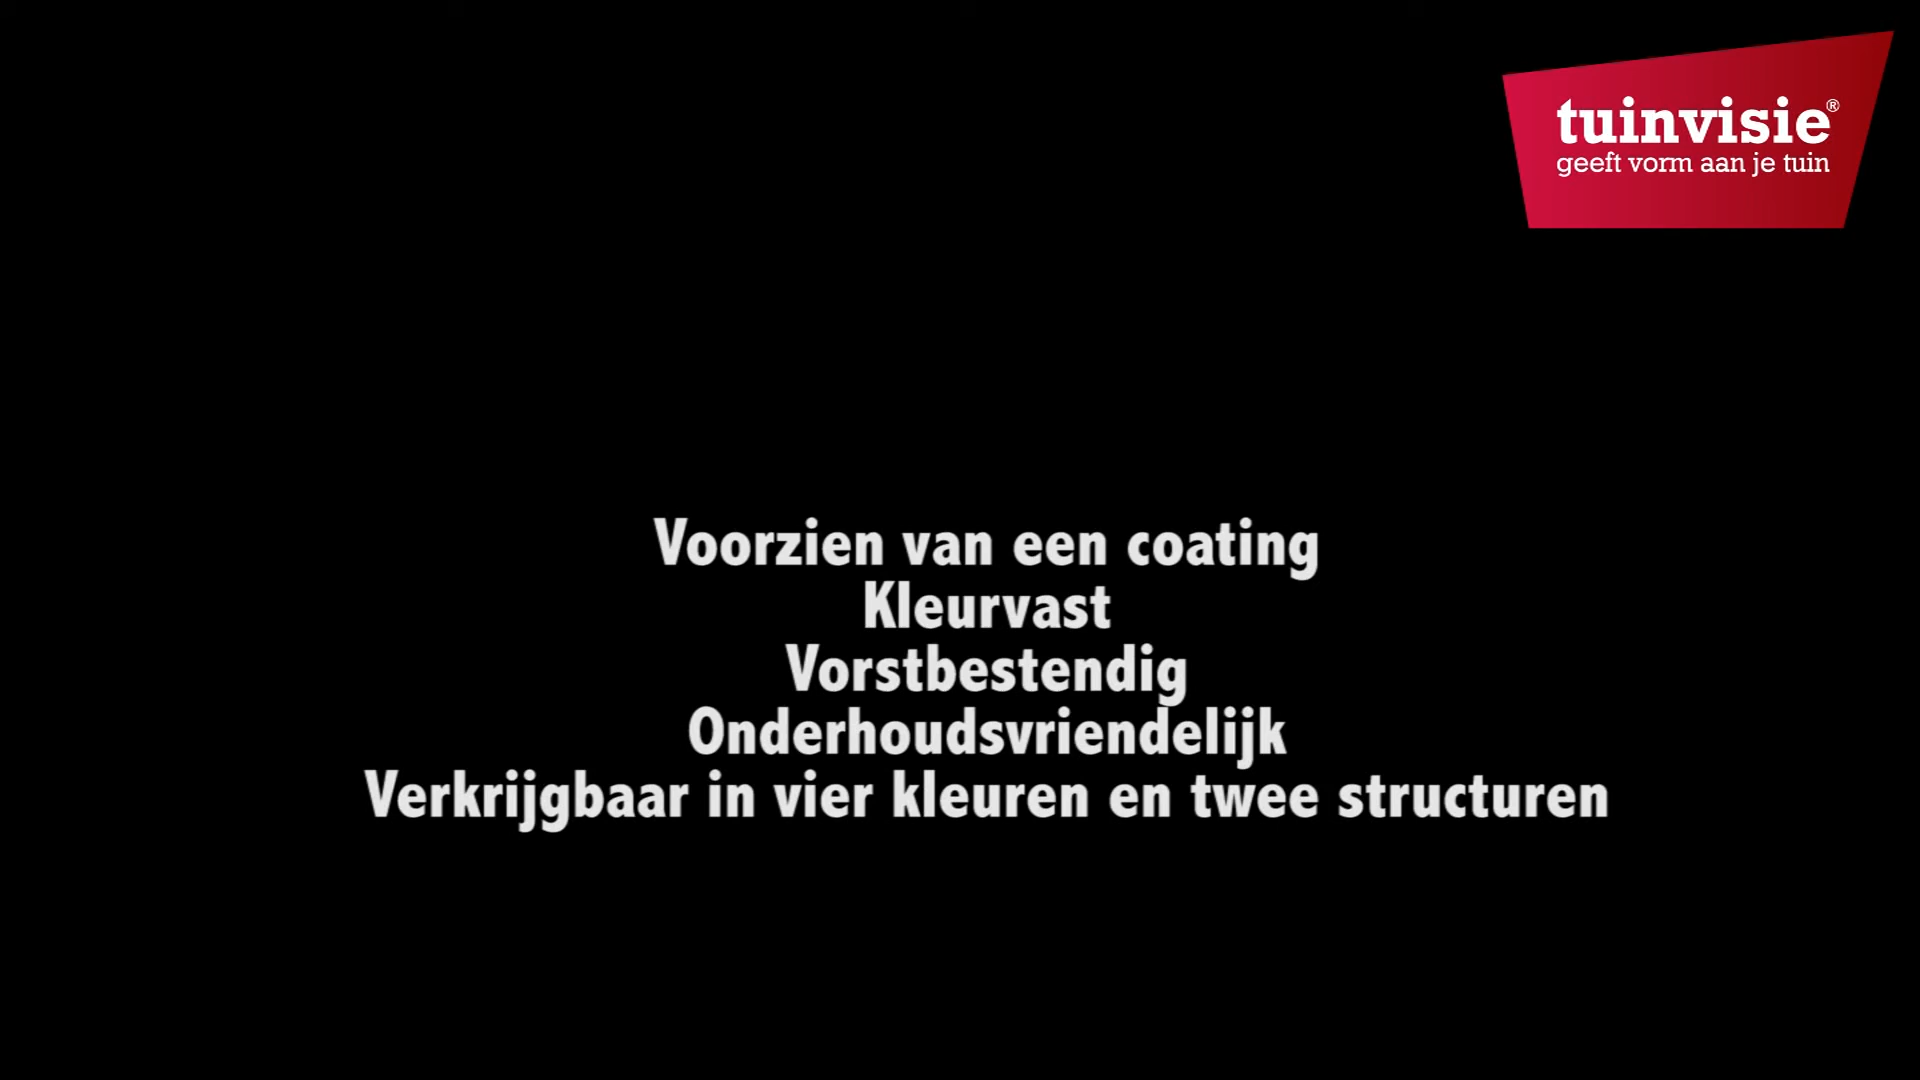 tuinvisie®
geeft vorm aan je tuin
Voorzien van een coating
Kleurvast
Vorstbestendig
Onderhoudsvriendelijk
Verkrijgbaar in vier kleuren en twee structuren